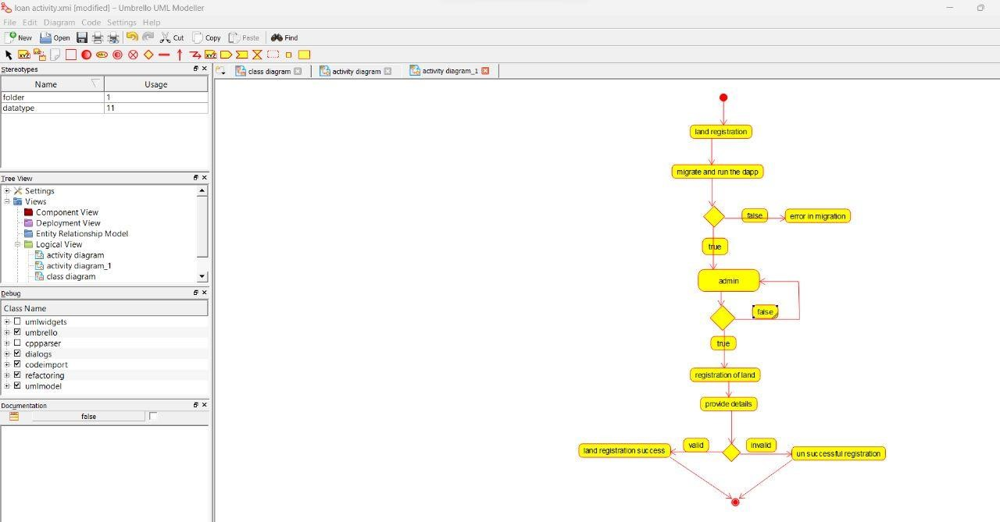 loan activity.xmi [modified] – Umbrello UML Modeller
File Edit Diagram Code Settings Help
New Open Cut Copy Paste Find
Stereotypes
Name Usage
folder 1
datatype 11
Tree View
Settings
Views
Component View
Deployment View
Entity Relationship Model
Logical View
activity diagram
activity diagram_1
class diagram
Debug
Class Name
umlwidgets
umbrello
cppparser
dialogs
codeimport
refactoring
umlmodel
Documentation
false
class diagram activity diagram activity diagram_1
land registration
migrate and run the dapp
false error in migration
true
admin
false
true
registration of land
provide details
valid invalid
land registration success un successful registration